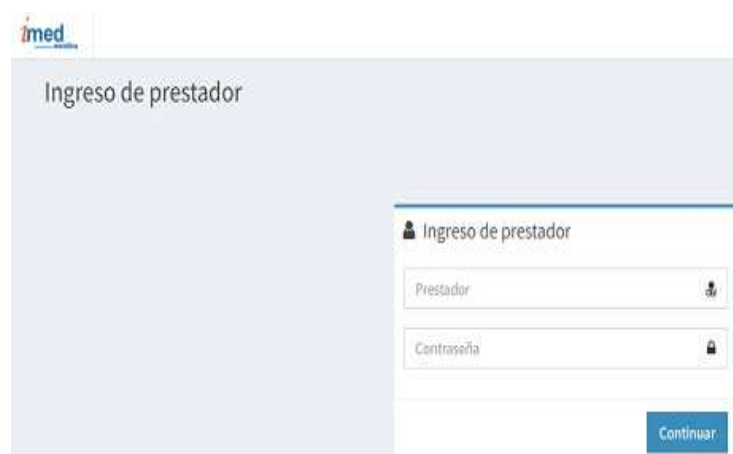 imed
Ingreso de prestador
Ingreso de prestador
Prestador
Contraseña
Continuar